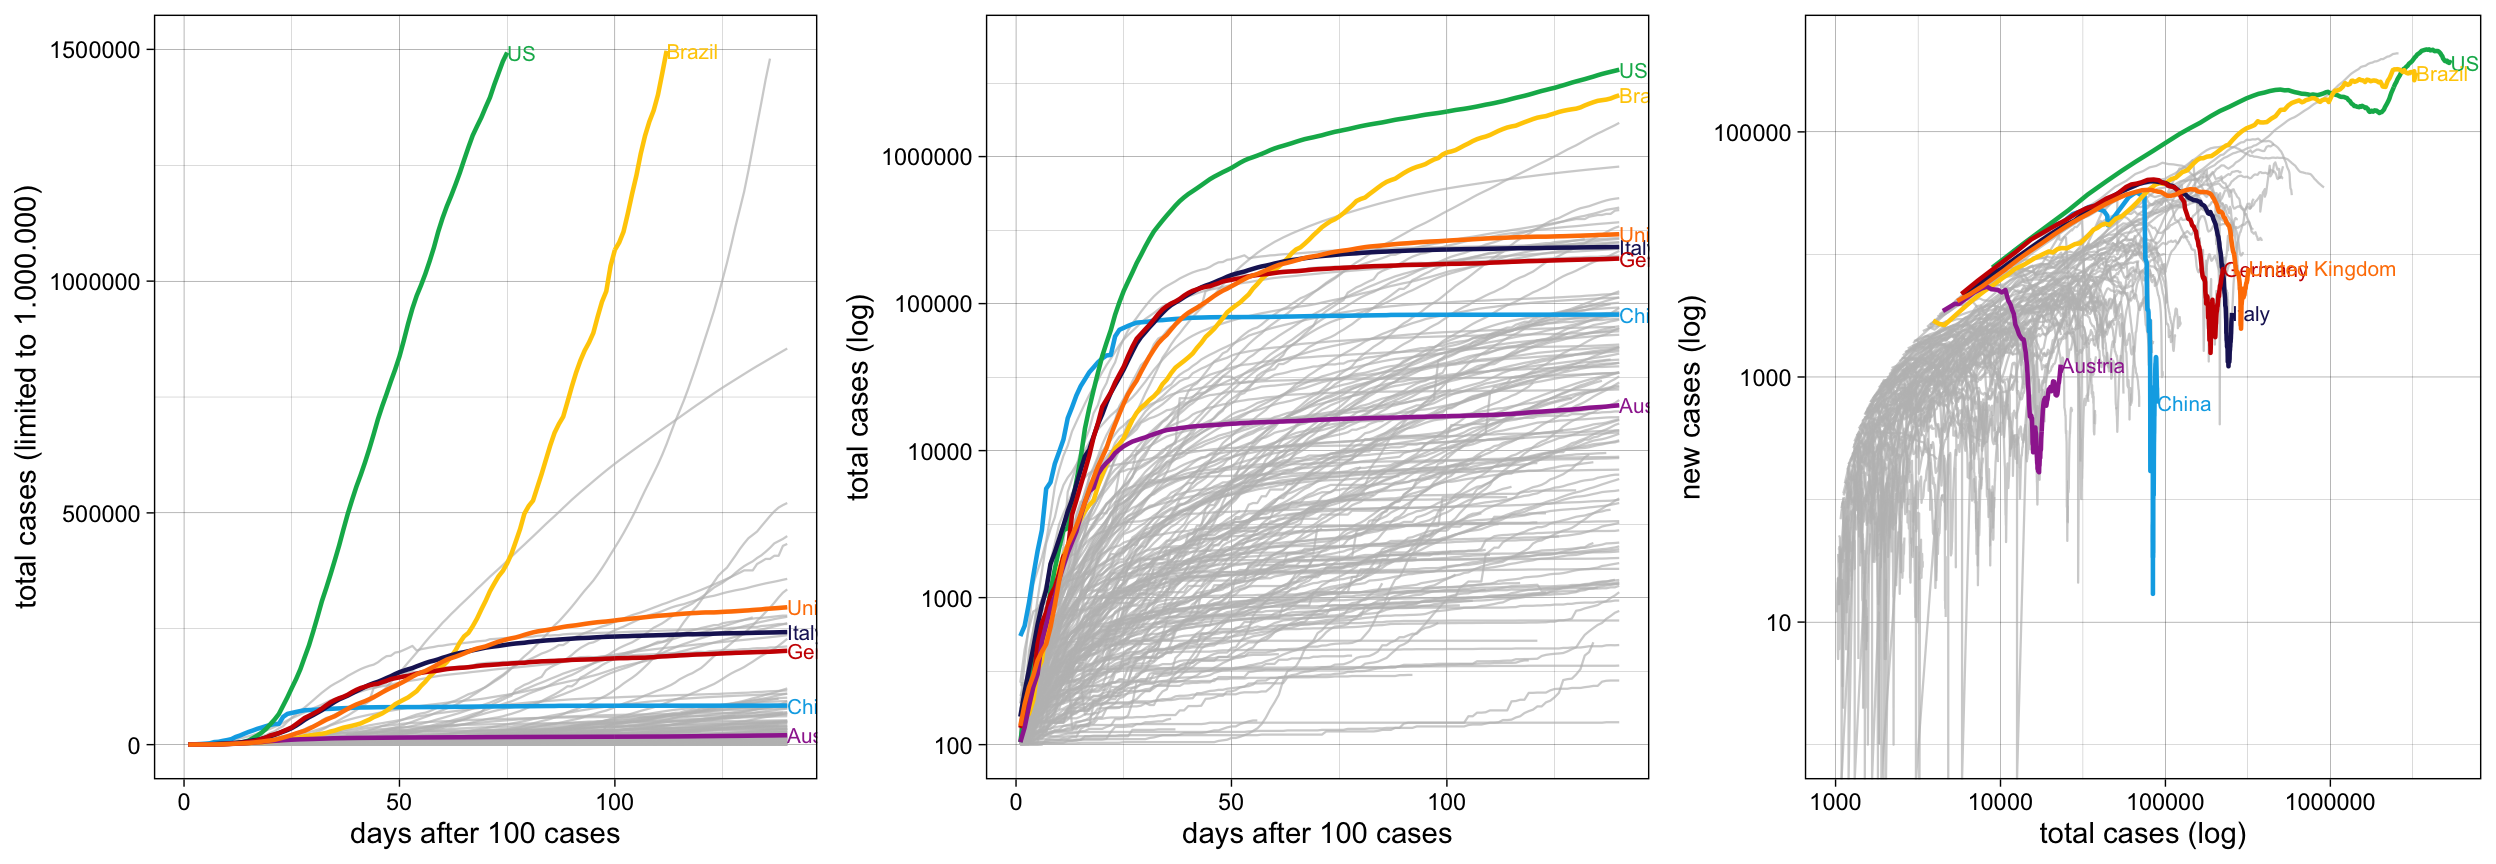 total cases (limited to 1.000.000)
1500000
1000000
500000
0
US
Brazil
Uni
Italy
Ge
Chi
Aus
0
50
100
days after 100 cases
total cases (log)
1000000
100000
10000
1000
100
US
Bra
Uni
Italy
Ge
Chi
Aus
0
50
100
days after 100 cases
new cases (log)
100000
1000
10
US
Brazil
Germany
United Kingdom
Italy
Austria
China
1000
10000
100000
1000000
total cases (log)